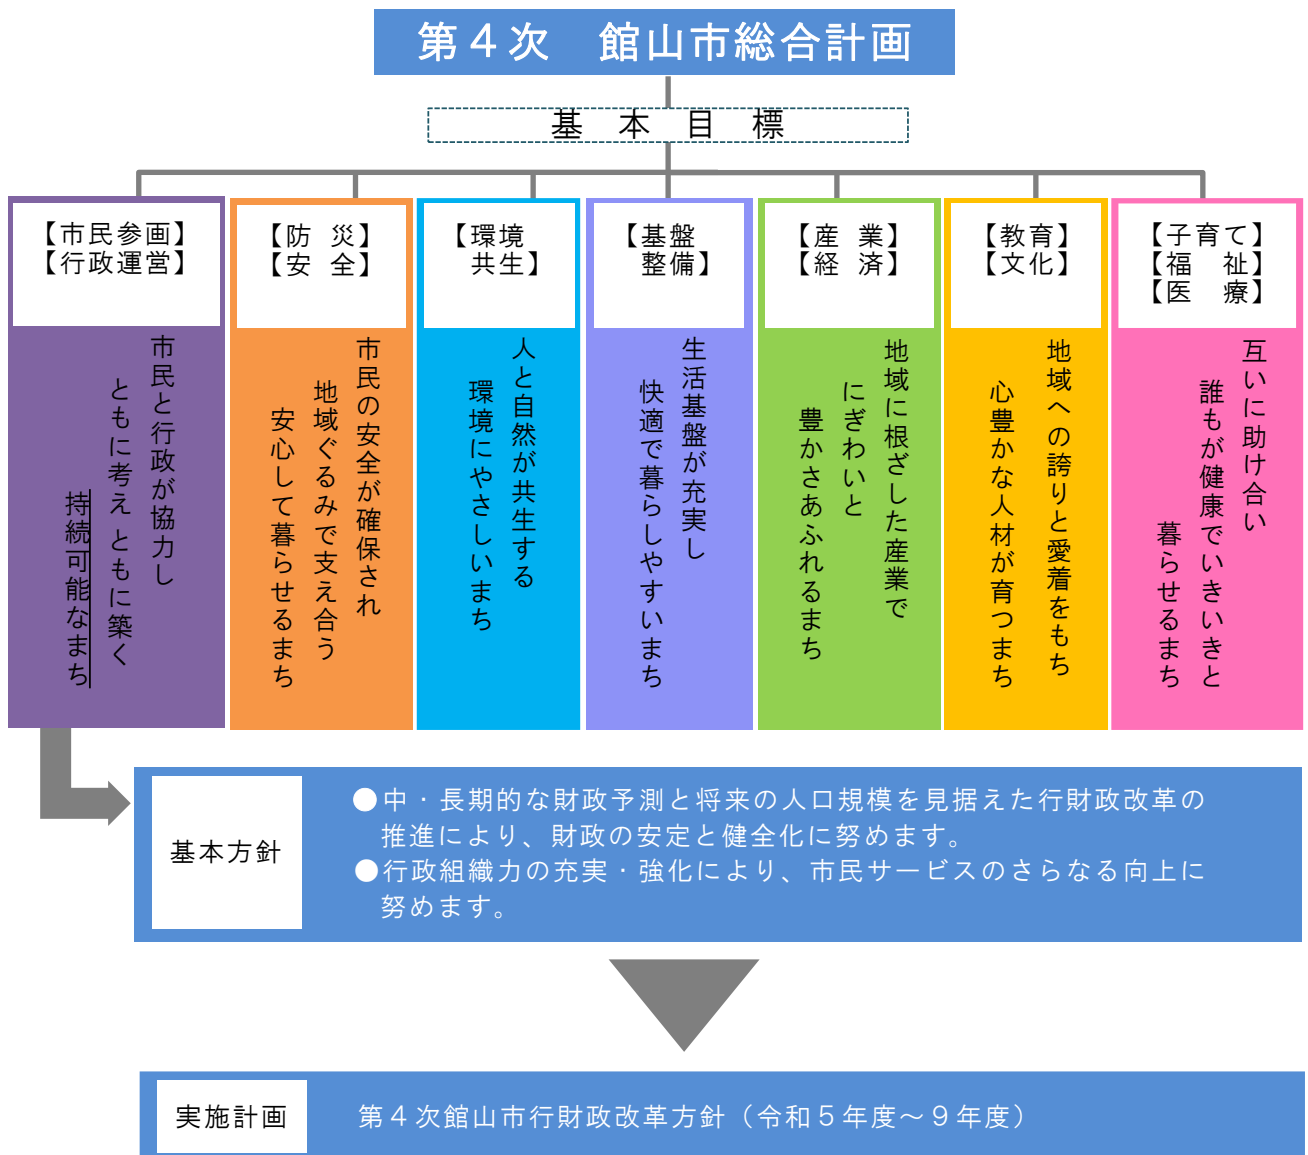 第４次　館山市総合計画
基　本　目　標
【市民参画】
【行政運営】
市民と行政が協力し
ともに考え ともに築く
持続可能なまち
【防 災】
【安 全】
市民の安全が確保され
地域ぐるみで支え合う
安心して暮らせるまち
【環境
共生】
人と自然が共生する
環境にやさしいまち
【基盤
整備】
生活基盤が充実し
快適で暮らしやすいまち
【産 業】
【経 済】
地域に根ざした産業で
にぎわいと
豊かさあふれるまち
【教育】
【文化】
地域への誇りと愛着をもち
心豊かな人材が育つまち
【子育て】
【福　祉】
【医　療】
互いに助け合い
誰もが健康でいきいきと
暮らせるまち
基本方針
●中・長期的な財政予測と将来の人口規模を見据えた行財政改革の
推進により、財政の安定と健全化に努めます。
●行政組織力の充実・強化により、市民サービスのさらなる向上に
努めます。
実施計画
第４次館山市行財政改革方針（令和５年度～９年度）